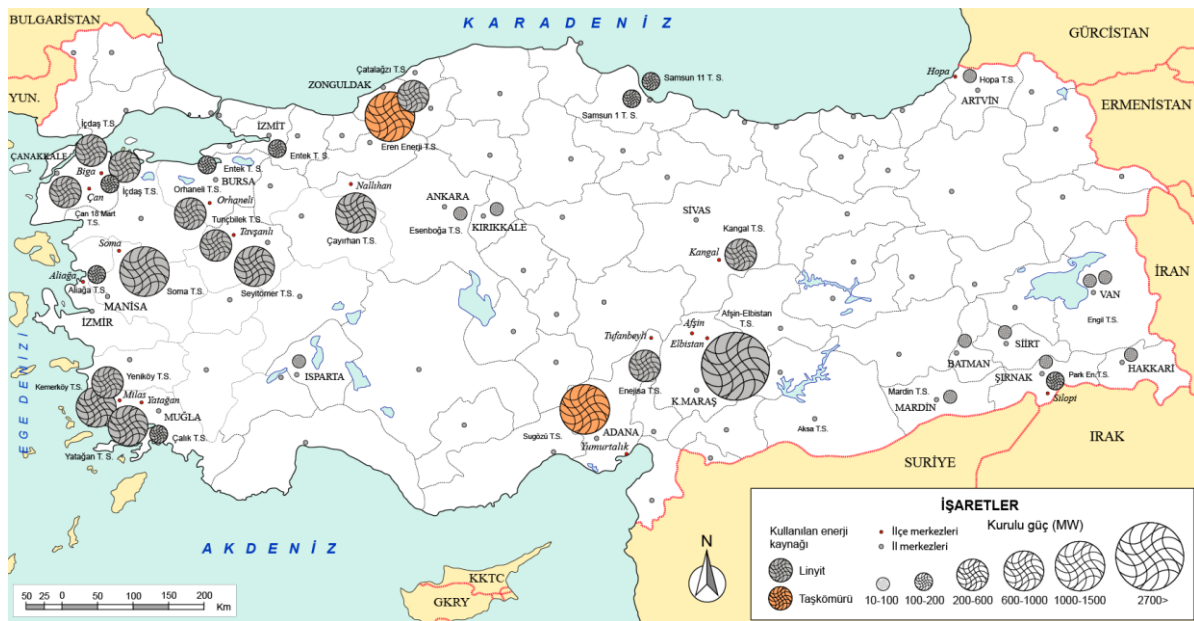 K A R A D E N İ Z
BULGARİSTAN
YUN.
GÜRCİSTAN
ERMENİSTAN
İRAN
IRAK
SURİYE
KKTC
GKRY
A K D E N İ Z
E G E D E N İ Z İ
Çatalağzı T.S.
ZONGULDAK
Eren Enerji T.S.
Samsun 11 T. S.
Samsun 1 T. S.
Hopa
Hopa T.S.
ARTVİN
İçdaş T.S.
ÇANAKKALE
Biga
Çan
İçdaş T.S.
Çan 18 Mart
T.S.
İZMİT
Entek T. S.
Entek T. S.
BURSA
Orhaneli T.S.
Orhaneli
Tunçbilek T.S.
Tavşanlı
Seyitömer T.S.
Nallıhan
Çayırhan T.S.
ANKARA
Esenboğa T.S.
KIRIKKALE
SİVAS
Kangal T.S.
Kangal
Soma
Soma T.S.
Aliağa
Aliağa T.S.
MANİSA
İZMİR
VAN
Engil T.S.
Afşin-Elbistan
T.S.
Afşin
Elbistan
Tufanbeyli
Enejisa T.S.
K.MARAŞ
BATMAN
SİİRT
ŞIRNAK
Park En.T.S.
Silopi
HAKKARİ
Mardin T.S.
MARDİN
Aksa T.S.
ISPARTA
Yeniköy T.S.
Kemerköy T.S.
Milas
Yatağan
MUĞLA
Çalık T.S.
Yatağan T. S.
Sugözü T.S.
ADANA
Yumurtalık
50 25 0 50 100 150 200
Km
N
İŞARETLER
Kullanılan enerji
kaynağı
Linyit
Taşkömürü
İlçe merkezleri
İl merkezleri
Kurulu güç (MW)
10-100 100-200 200-600 600-1000 1000-1500 2700>